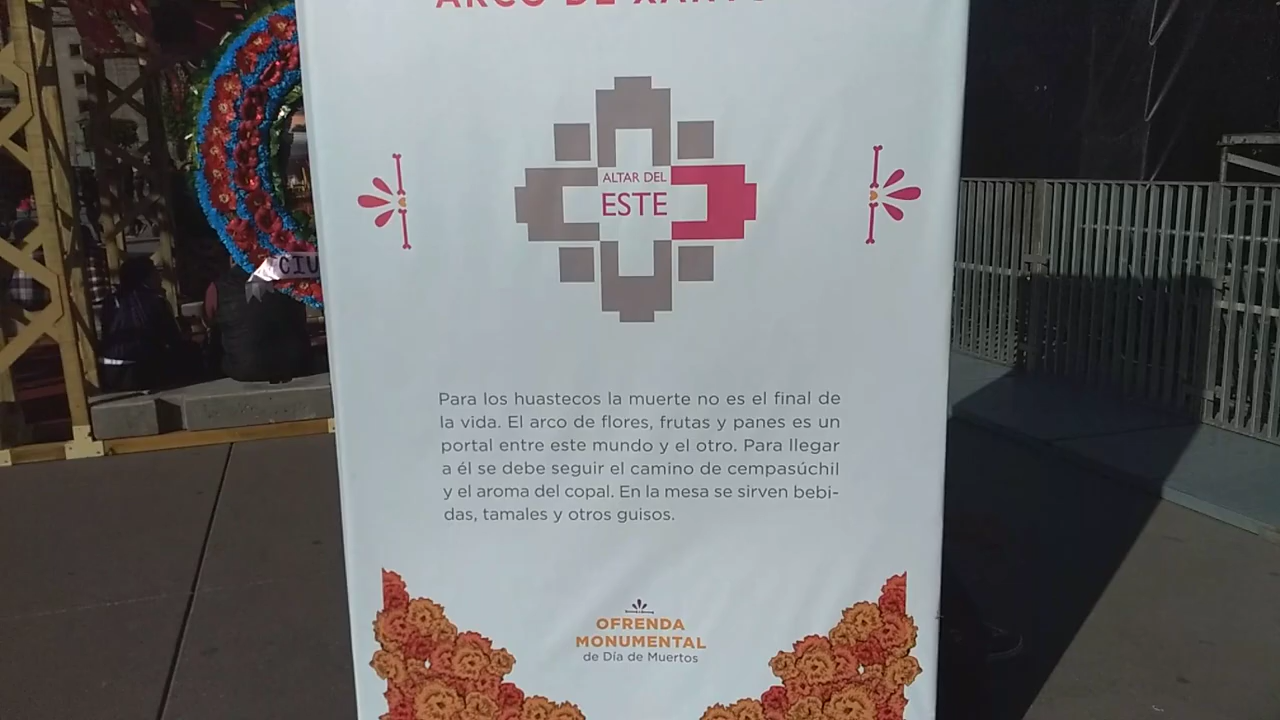 ARCO DE
CIU
ALTAR DEL
ESTE
Para los huastecos la muerte no es el final de
la vida. El arco de flores, frutas y panes es un
portal entre este mundo y el otro. Para llegar
a él se debe seguir el camino de cempasúchil
y el aroma del copal. En la mesa se sirven bebi-
das, tamales y otros guisos.
OFRENDA
MONUMENTAL
de Día de Muertos